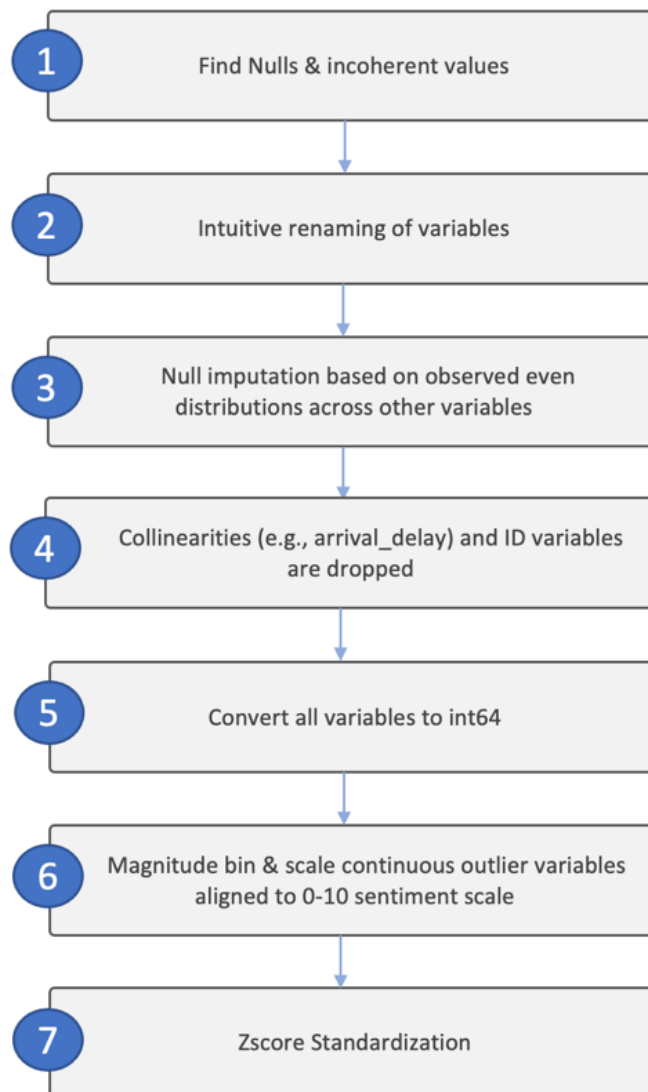 1
Find Nulls & incoherent values
2
Intuitive renaming of variables
3
Null imputation based on observed even
distributions across other variables
4
Collinearities (e.g., arrival_delay) and ID variables
are dropped
5
Convert all variables to int64
6
Magnitude bin & scale continuous outlier variables
aligned to 0-10 sentiment scale
7
Zscore Standardization